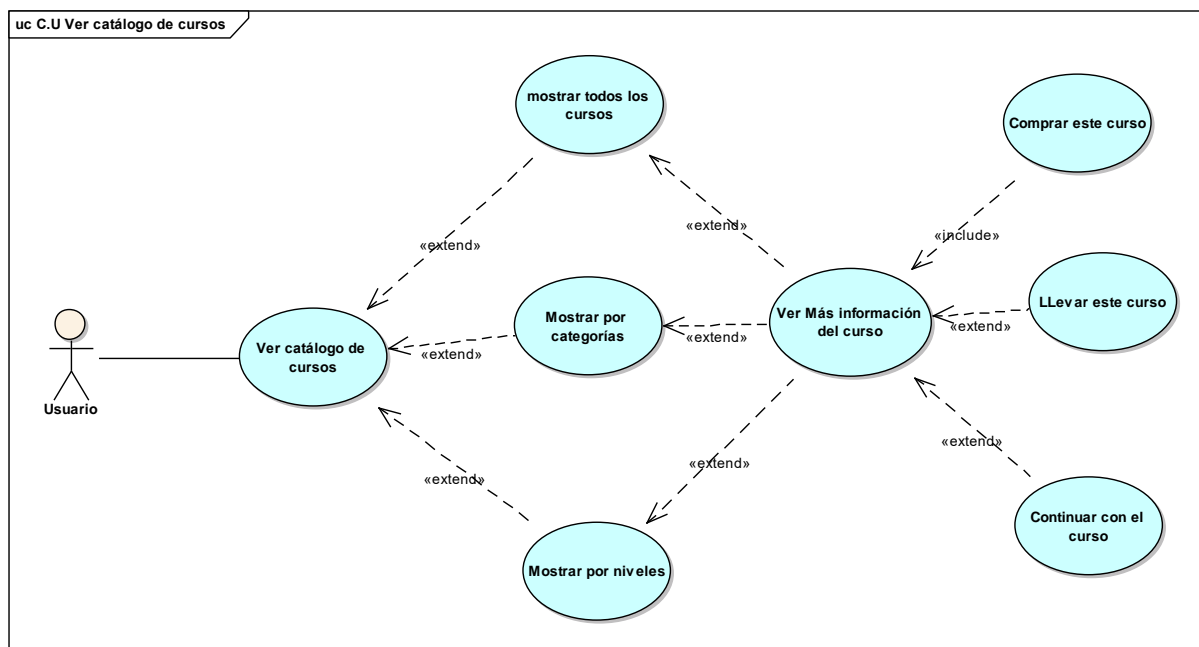 uc C.U Ver catálogo de cursos
mostrar todos los
cursos
Comprar este curso
«extend»
«extend»
«include»
Ver catálogo de
cursos
Mostrar por
categorías
Ver Más información
del curso
LLevar este curso
«extend»
«extend»
«extend»
Usuario
«extend»
«extend»
«extend»
Mostrar por niveles
Continuar con el
curso